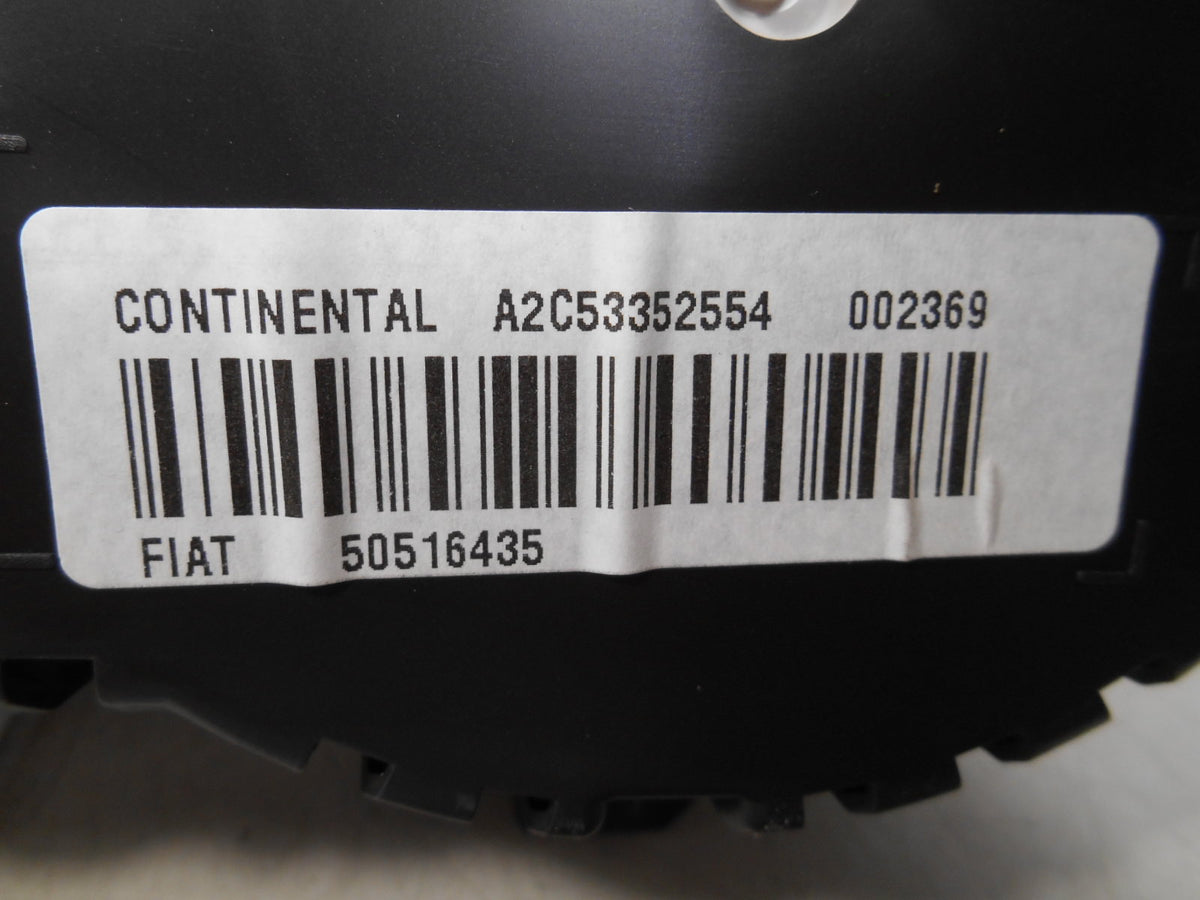 CONTINENTAL A2C53352554 002369
FIAT 50516435